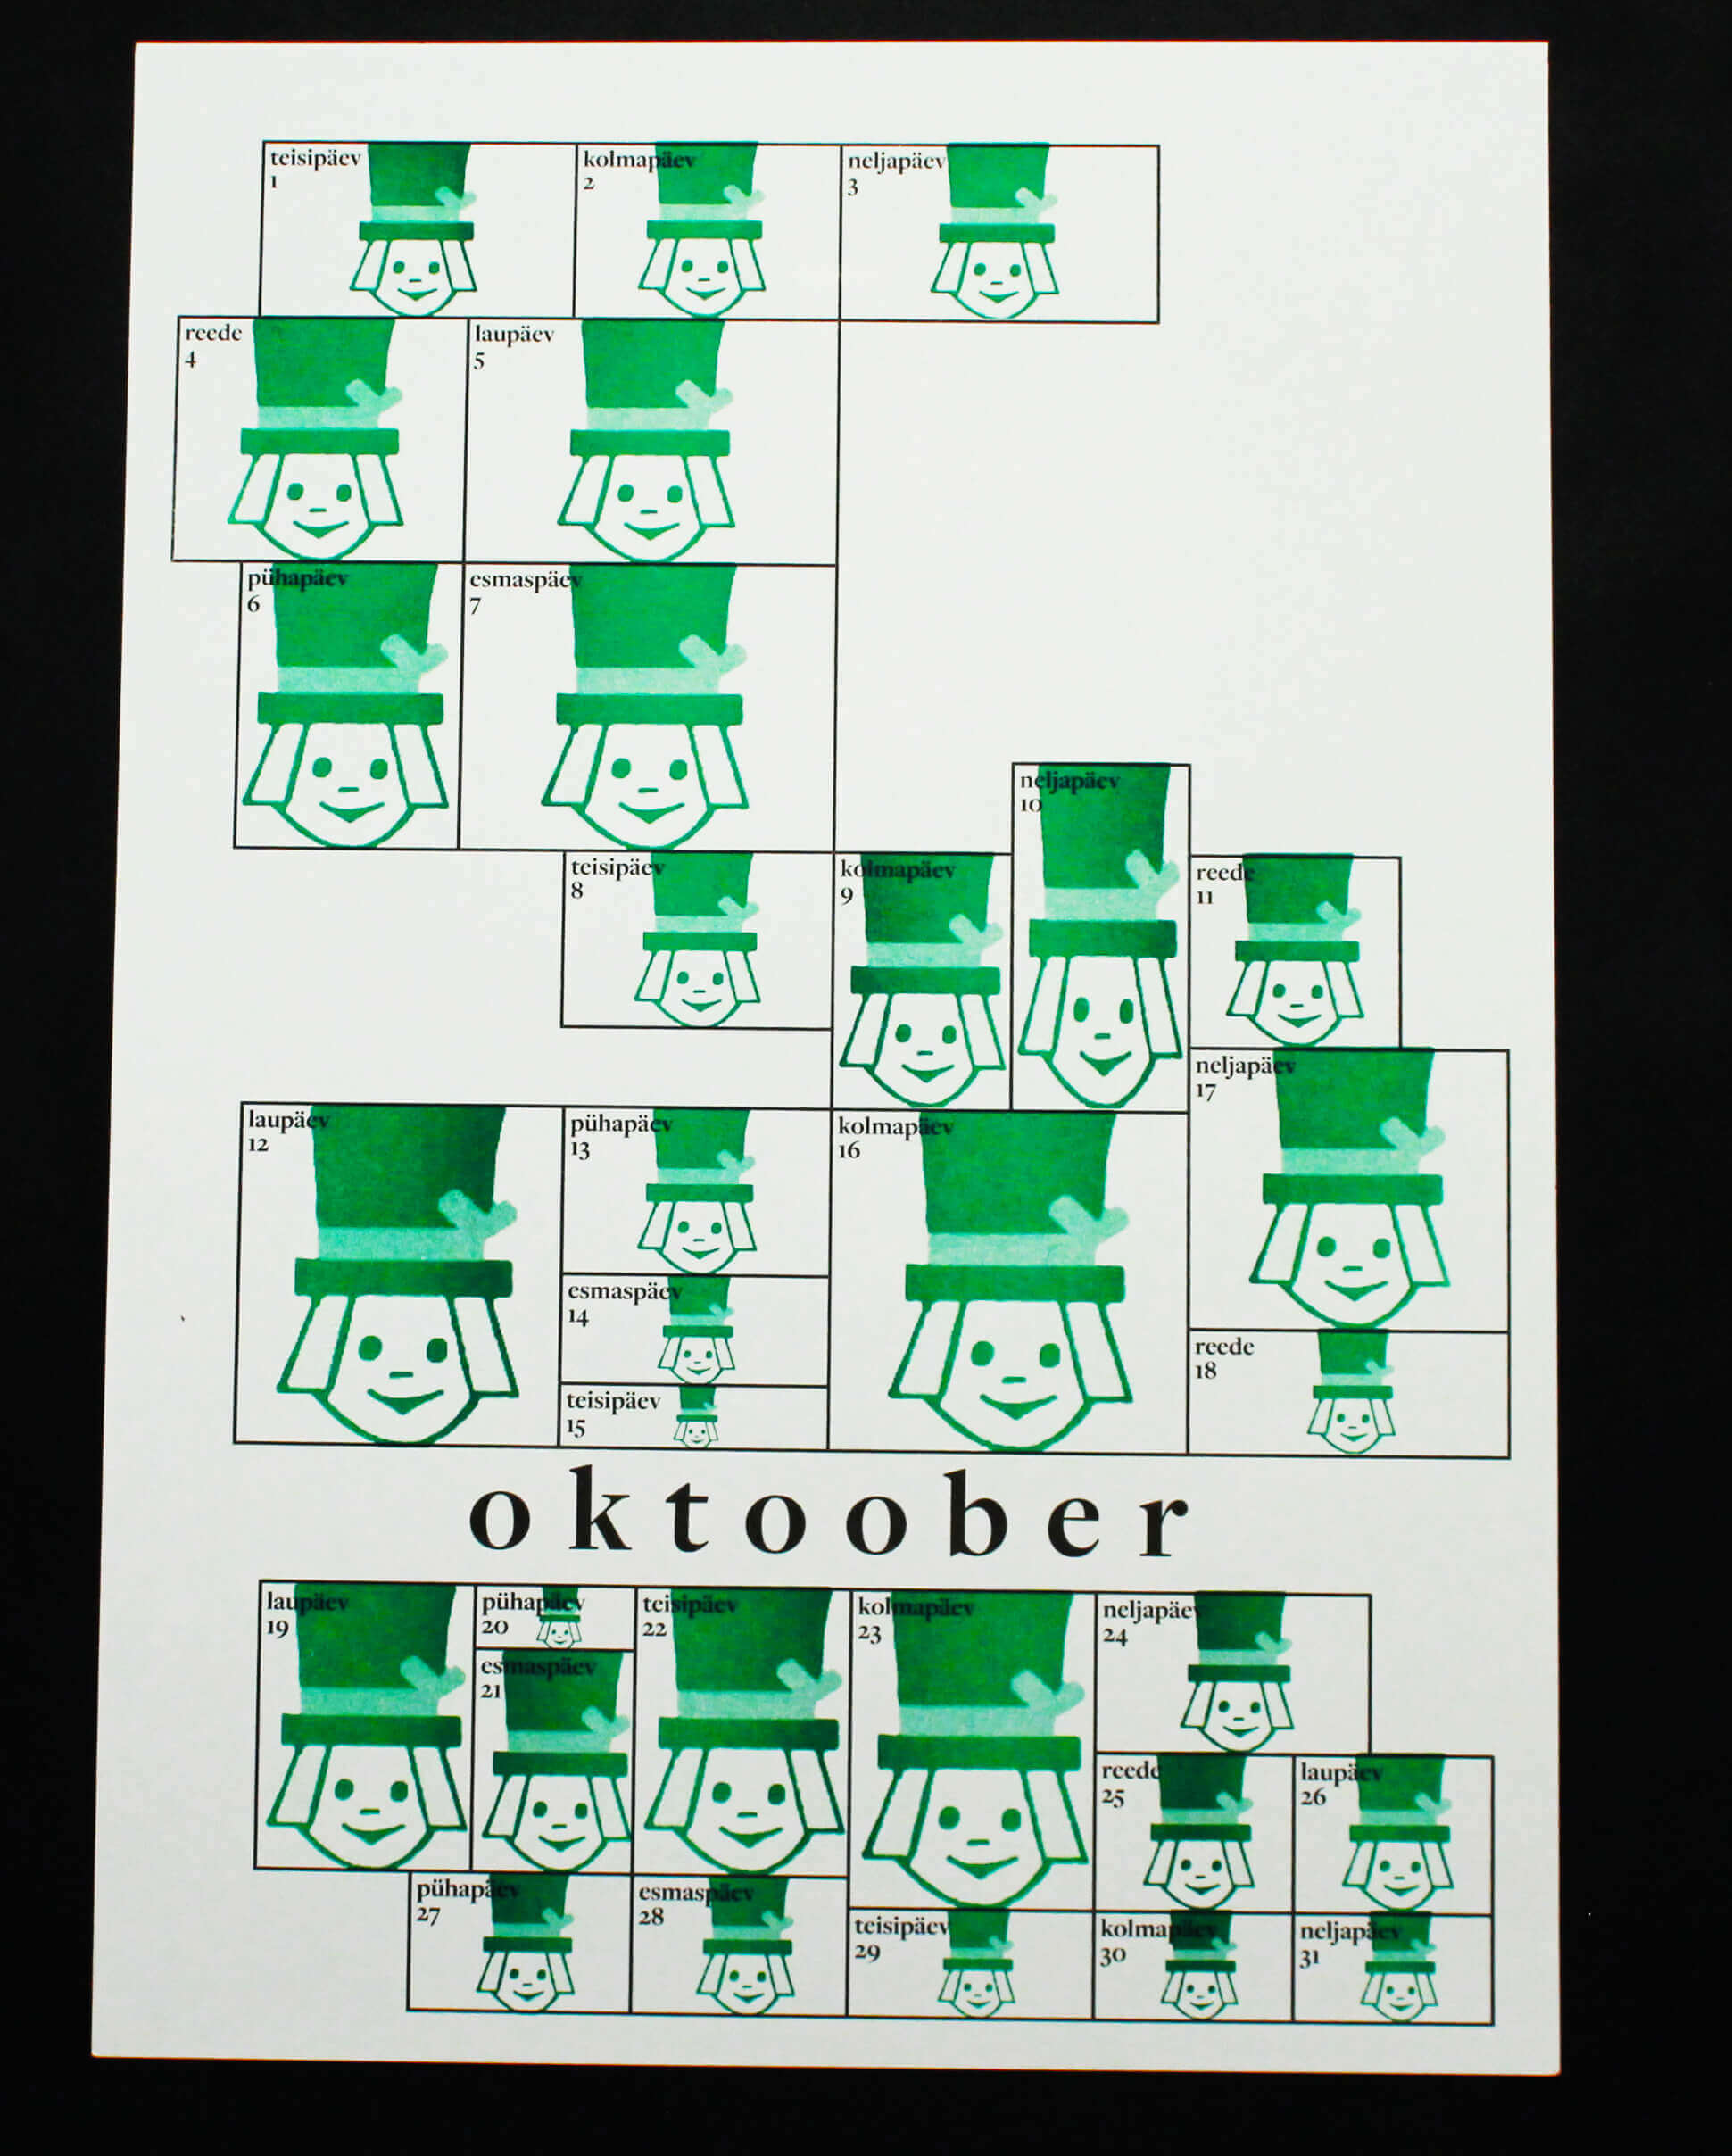 teisipäev
1
kolmapäev
2
neljapäev
3
reede
4
laupäev
5
pühapäev
6
esmaspäev
7
teisipäev
8
kolmapäev
9
neljapäev
10
reede
11
laupäev
12
pühapäev
13
esmaspäev
14
teisipäev
15
kolmapäev
16
neljapäev
17
reede
18
oktoober
laupäev
19
pühapäev
20
esmaspäev
21
teisipäev
22
kolmapäev
23
neljapäev
24
reede
25
laupäev
26
pühapäev
27
esmaspäev
28
teisipäev
29
kolmapäev
30
neljapäev
31